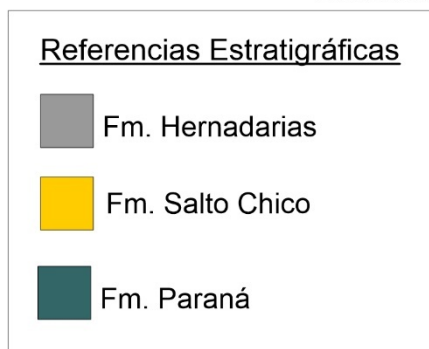 Referencias Estratigráficas
Fm. Hernadarias
Fm. Salto Chico
Fm. Paraná